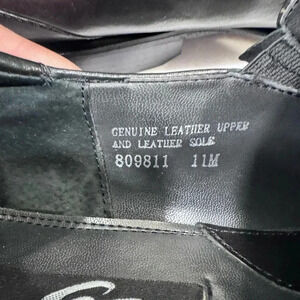 GENUINE LEATHER UPPER
AND LEATHER SOLE
809811 11M